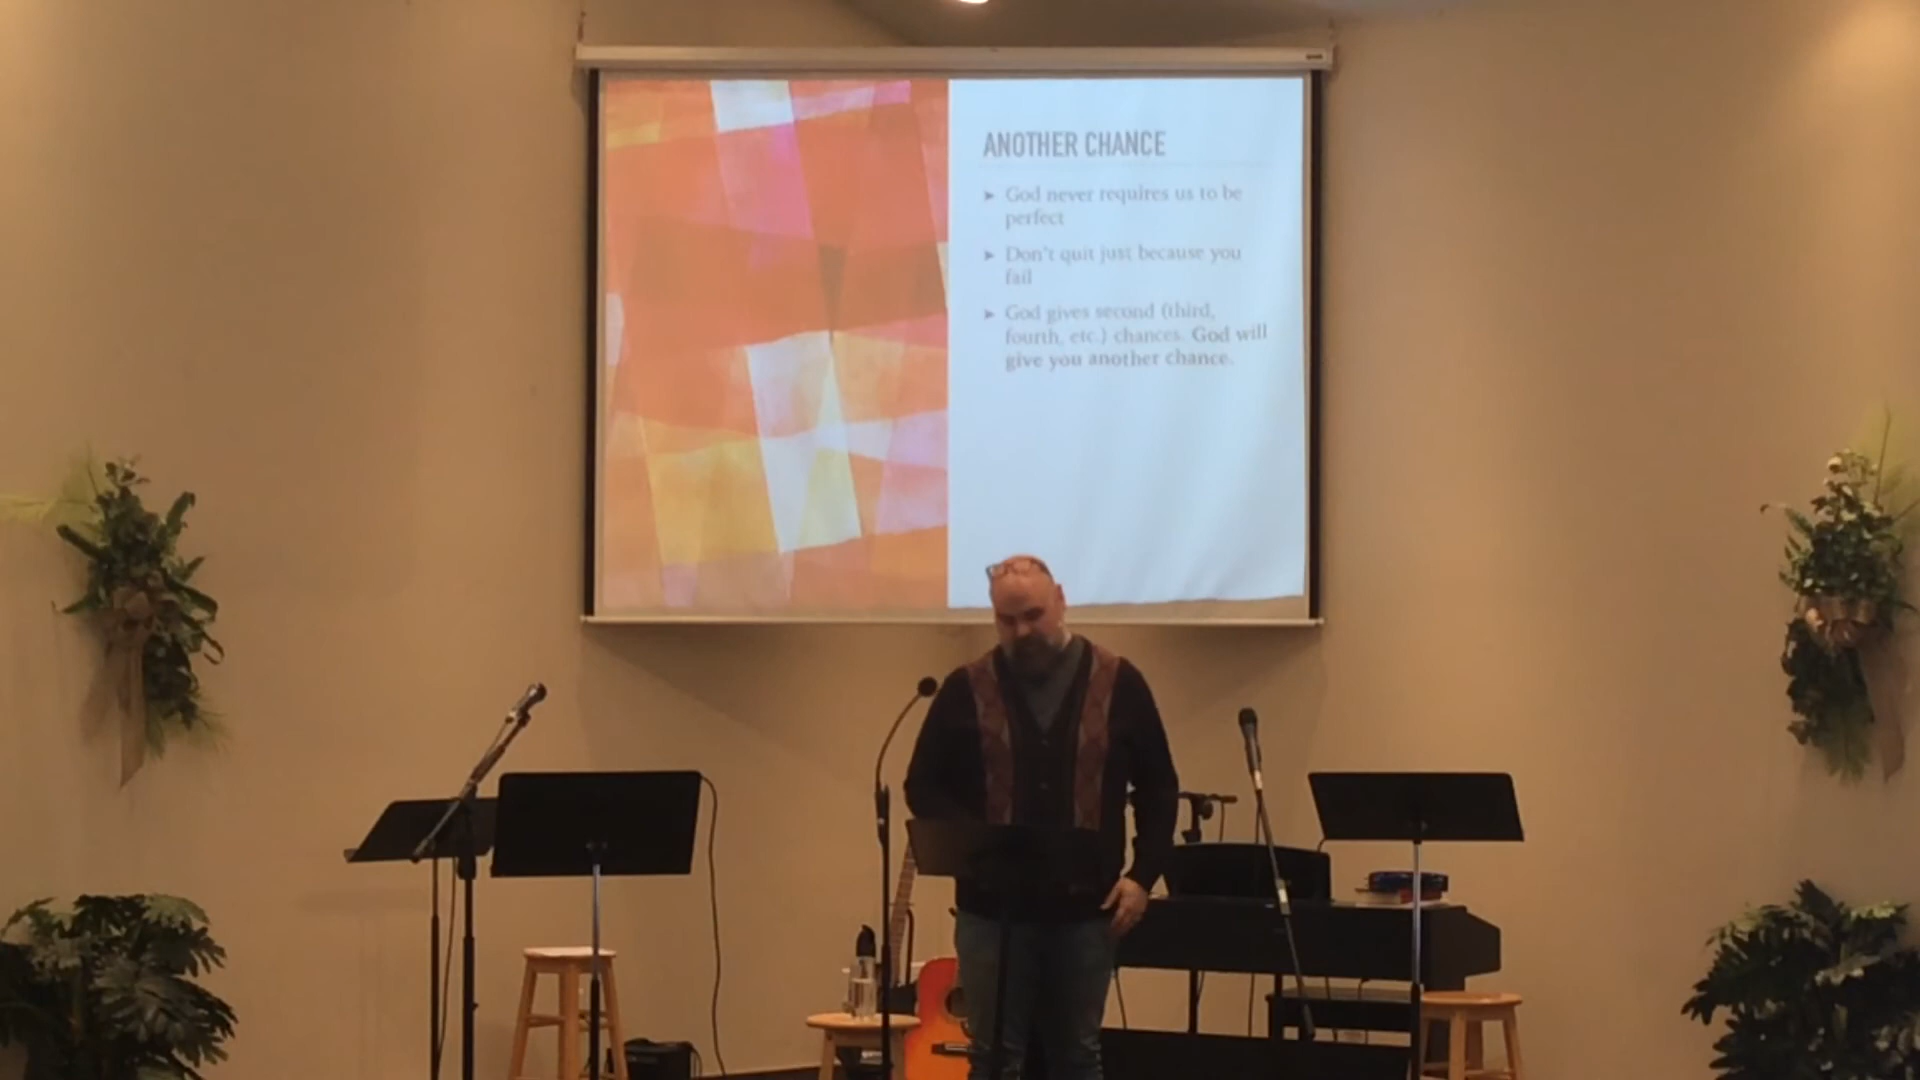 ANOTHER CHANCE
➤ God never requires us to be
perfect
➤ Don't quit just because you
fail
➤ God gives second (third,
fourth, etc.) chances. God will
give you another chance.